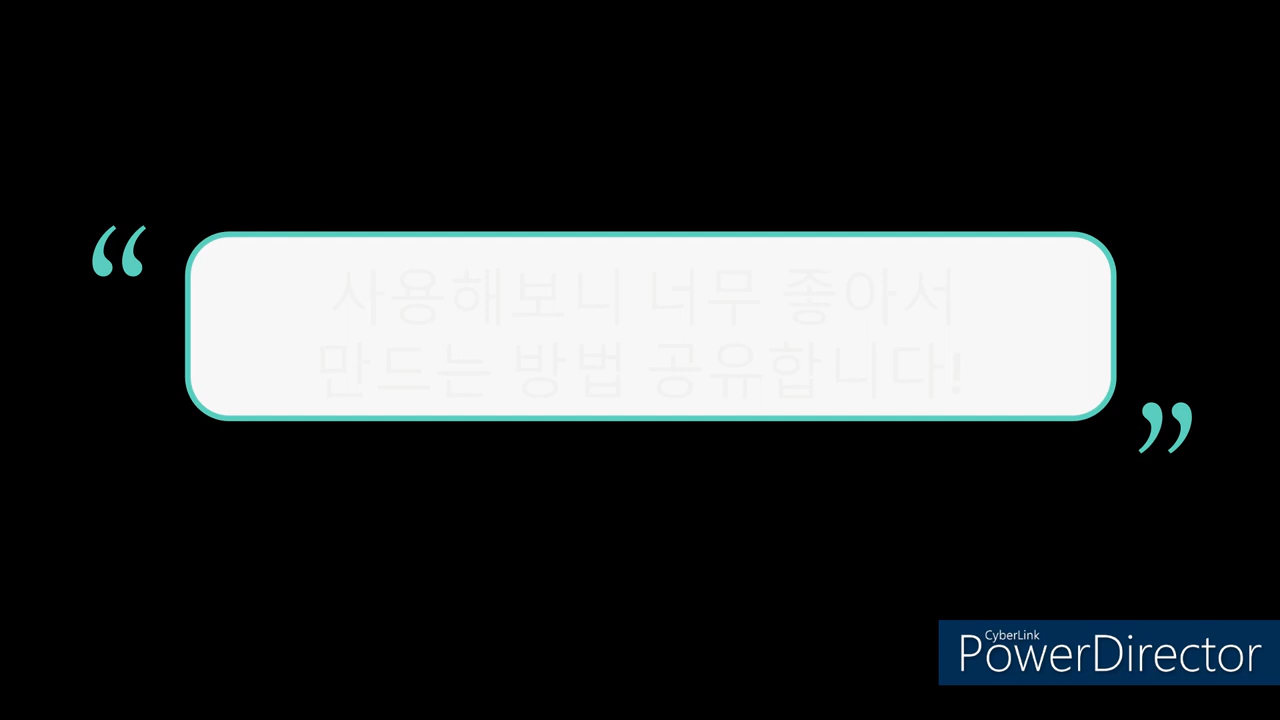 “
사용해보니 너무 좋아서
만드는 방법 공유합니다!
”
CyberLink
PowerDirector